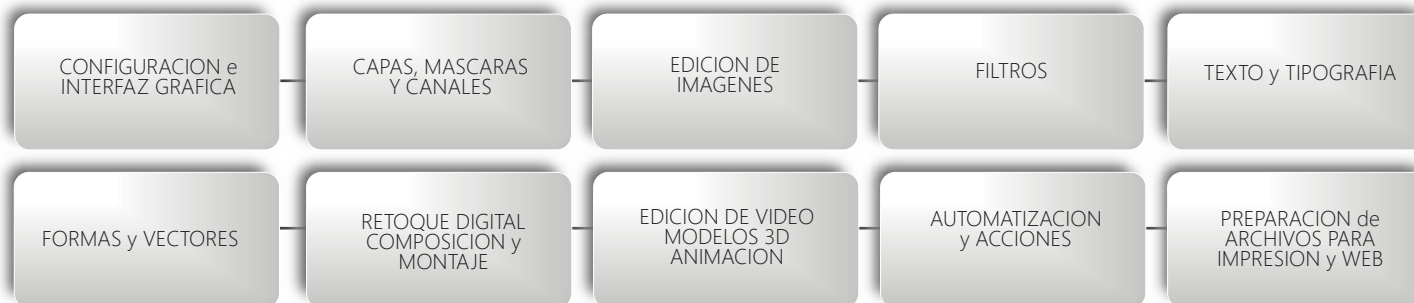 CONFIGURACION e
INTERFAZ GRAFICA
CAPAS, MASCARAS
Y CANALES
EDICION DE
IMAGENES
FILTROS
TEXTO y TIPOGRAFIA
FORMAS y VECTORES
RETOQUE DIGITAL
COMPOSICION y
MONTAJE
EDICION DE VIDEO
MODELOS 3D
ANIMACION
AUTOMATIZACION
y ACCIONES
PREPARACION de
ARCHIVOS PARA
IMPRESION y WEB